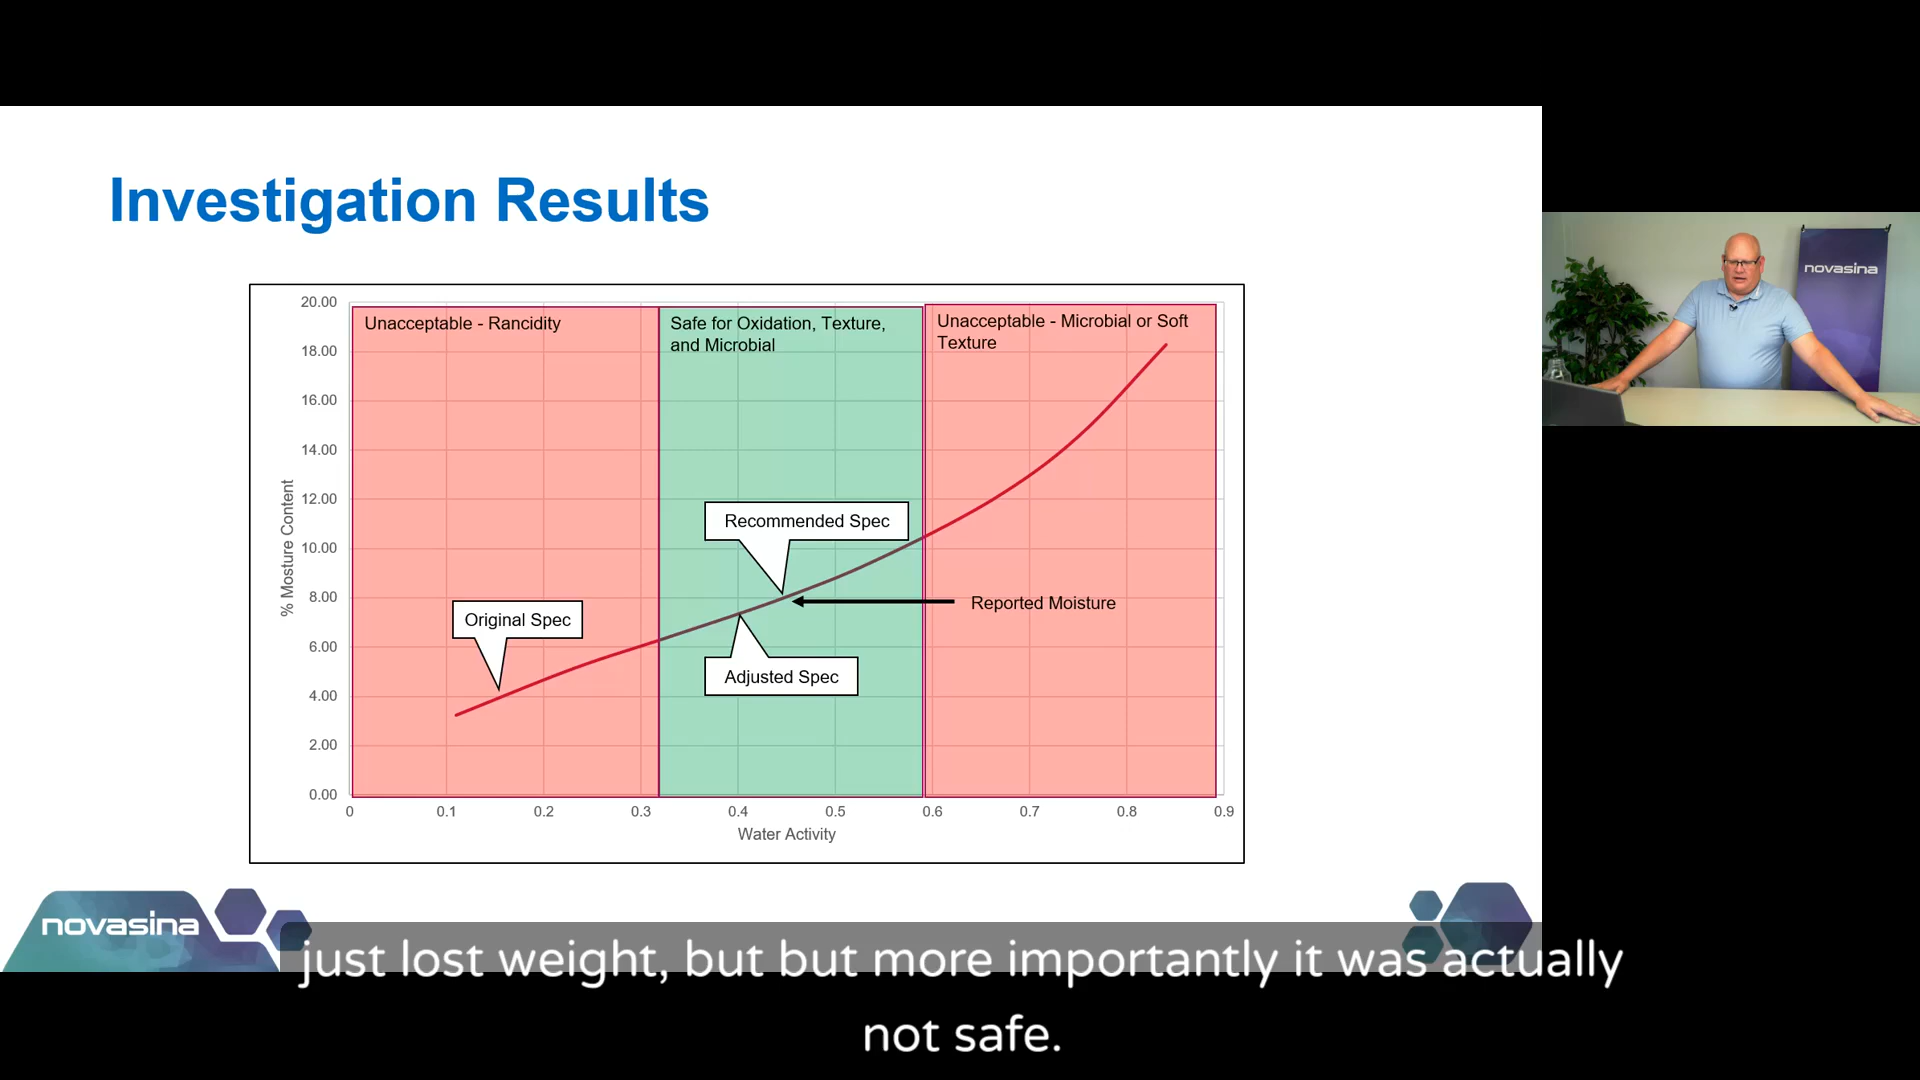 Investigation Results
20.00
18.00
16.00
14.00
12.00
10.00
8.00
6.00
4.00
2.00
0.00
% Mosture Content
Unacceptable - Rancidity
Safe for Oxidation, Texture,
and Microbial
Unacceptable - Microbial or Soft
Texture
Recommended Spec
Original Spec
Reported Moisture
Adjusted Spec
0 0.1 0.2 0.3 0.4 0.5 0.6 0.7 0.8 0.9
Water Activity
novasina
novasina
just lost weight, but but more importantly it was actually
not safe.